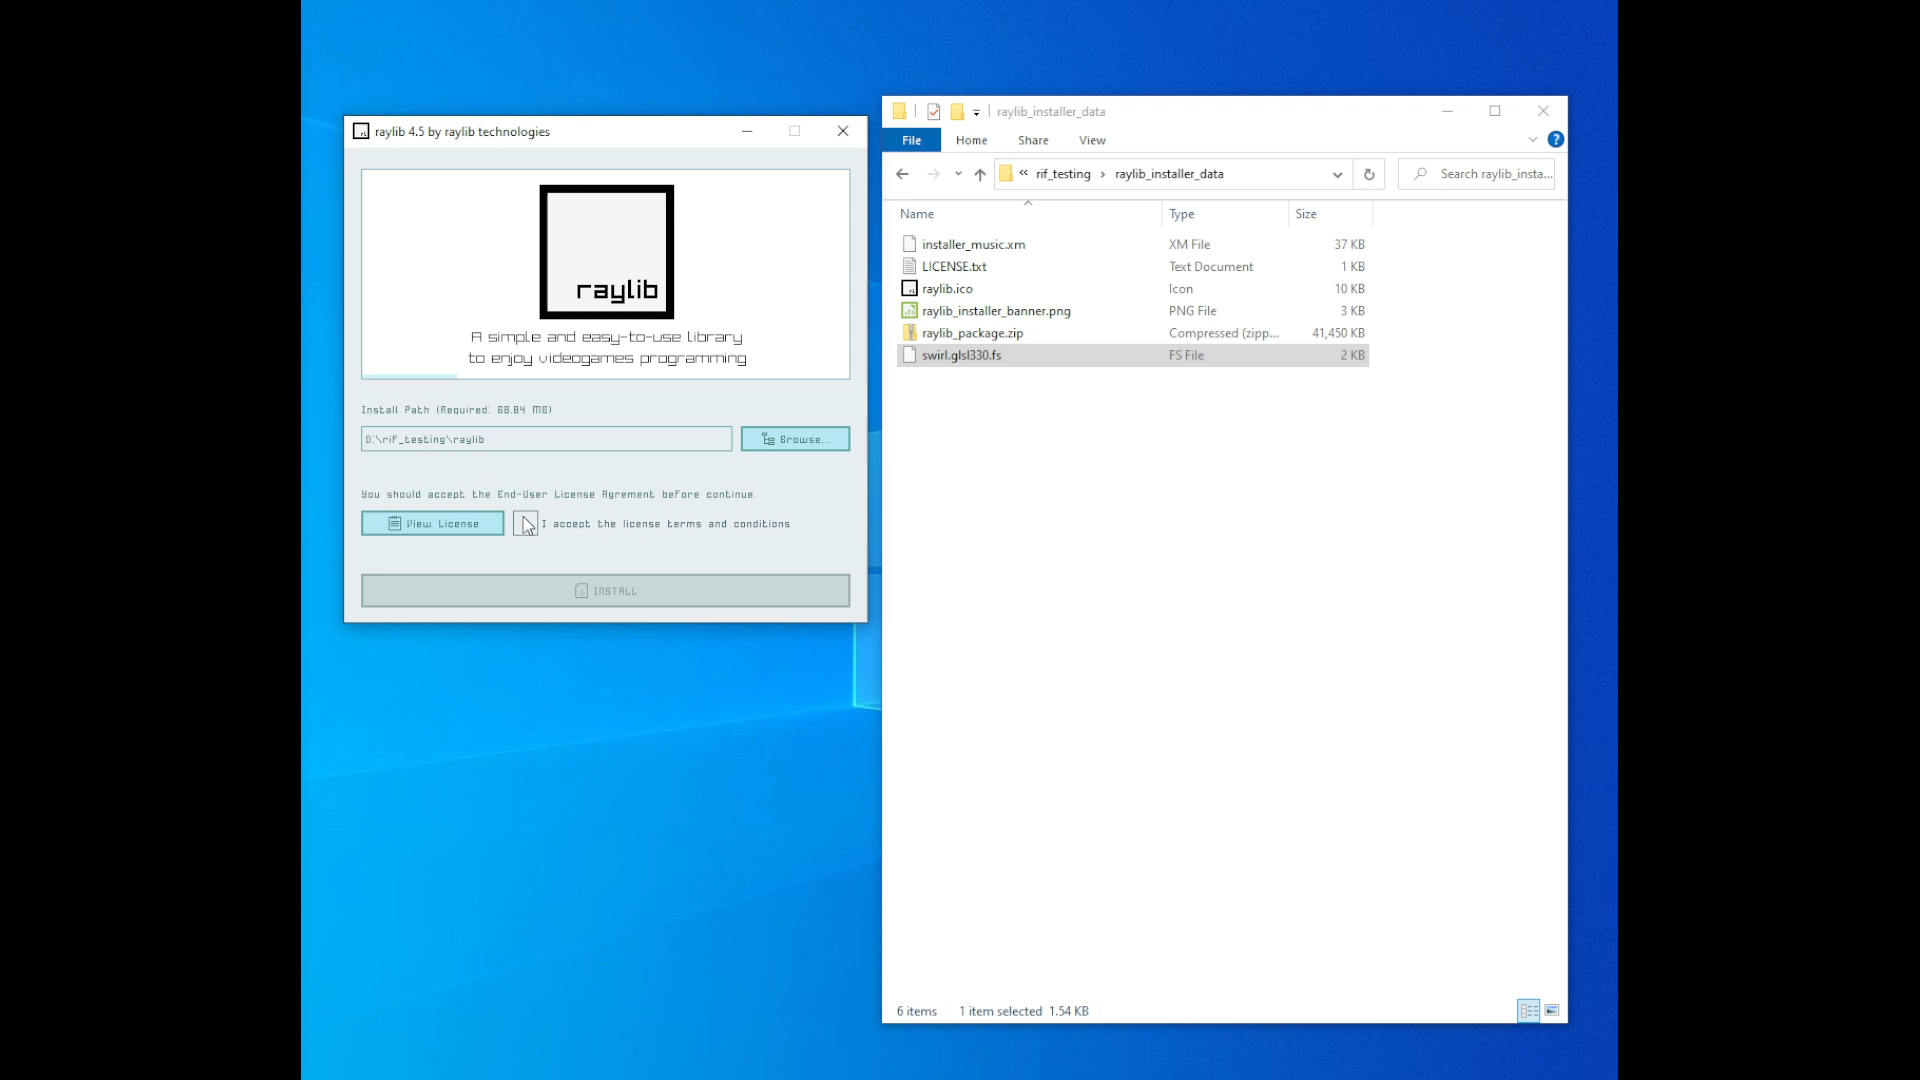 raylib 4.5 by raylib technologies
raylib
A simple and easy-to-use library
to enjoy videogames programming
Install Path (Required: 68.84 MB)
D:\rif_testing\raylib
Browse...
You should accept the End-User License Agrement before continue.
View License
I accept the license terms and conditions
INSTALL
raylib_installer_data
File Home Share View
« rif_testing › raylib_installer_data
Search raylib_insta...
Name Type Size
installer_music.xm XM File 37 KB
LICENSE.txt Text Document 1 KB
raylib.ico Icon 10 KB
raylib_installer_banner.png PNG File 3 KB
raylib_package.zip Compressed (zipp... 41,450 KB
swirl.glsl330.fs FS File 2 KB
6 items 1 item selected 1.54 KB